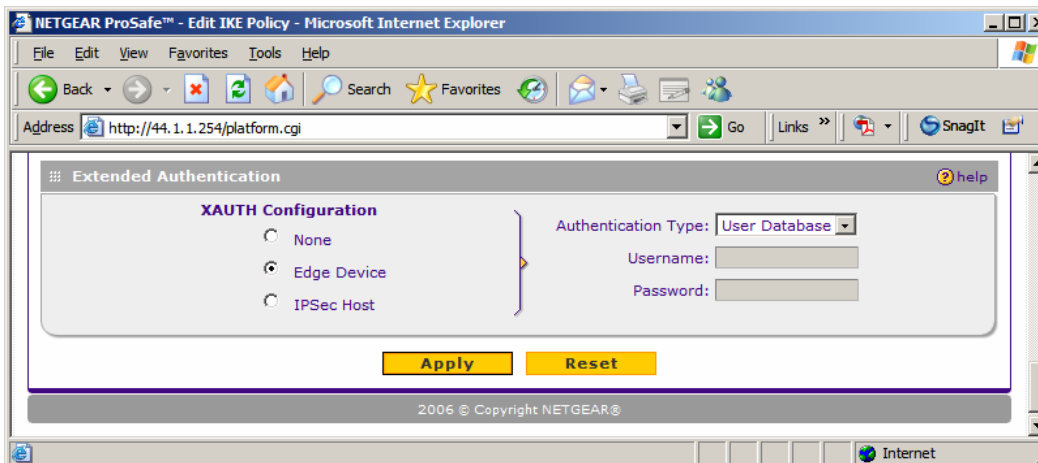 NETGEAR ProSafe™ - Edit IKE Policy - Microsoft Internet Explorer
File Edit View Favorites Tools Help
Back Search Favorites
Address http://44.1.1.254/platform.cgi Go Links » SnagIt
Extended Authentication ? help
XAUTH Configuration
None
Edge Device
IPSec Host
Authentication Type: User Database
Username:
Password:
Apply Reset
2006 © Copyright NETGEAR®
Internet